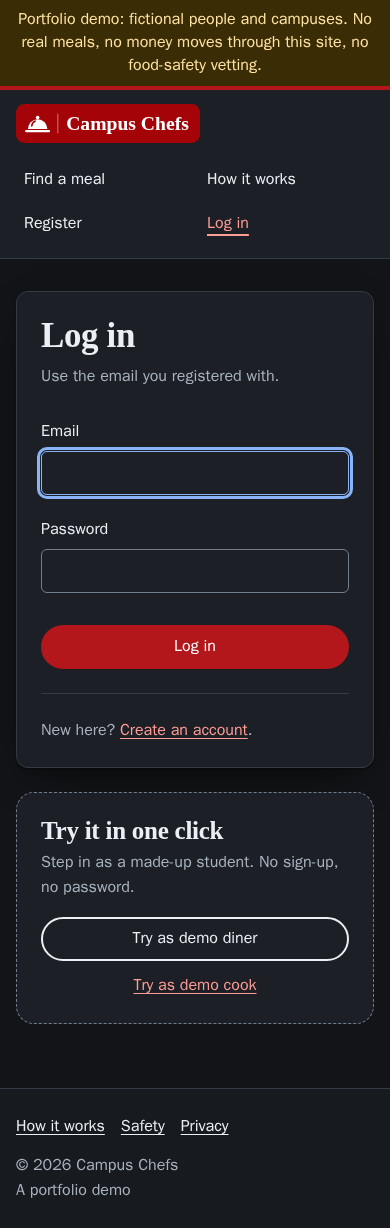 Portfolio demo: fictional people and campuses. No
real meals, no money moves through this site, no
food-safety vetting.
Campus Chefs
Find a meal
How it works
Register
Log in
Log in
Use the email you registered with.
Email
Password
Log in
New here? Create an account.
Try it in one click
Step in as a made-up student. No sign-up,
no password.
Try as demo diner
Try as demo cook
How it works Safety Privacy
© 2026 Campus Chefs
A portfolio demo